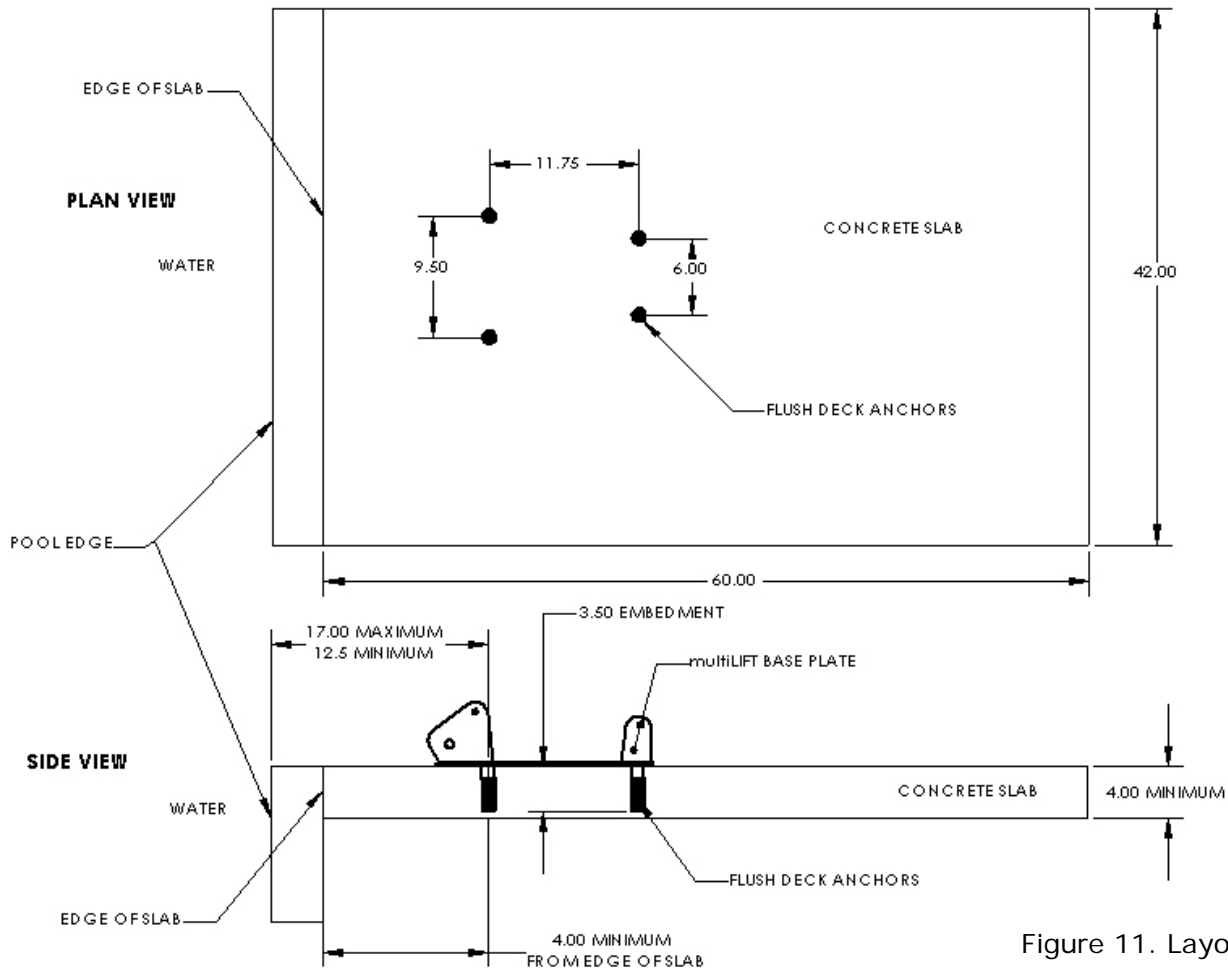 EDGE OF SLAB
11.75
PLAN VIEW
CONCRETE SLAB
WATER
9.50
6.00
42.00
FLUSH DECK ANCHORS
POOL EDGE
60.00
3.50 EMBEDMENT
17.00 MAXIMUM
12.5 MINIMUM
multiLIFT BASE PLATE
SIDE VIEW
WATER
CONCRETE SLAB
4.00 MINIMUM
FLUSH DECK ANCHORS
EDGE OF SLAB
4.00 MINIMUM
FROM EDGE OF SLAB
Figure 11. Layo